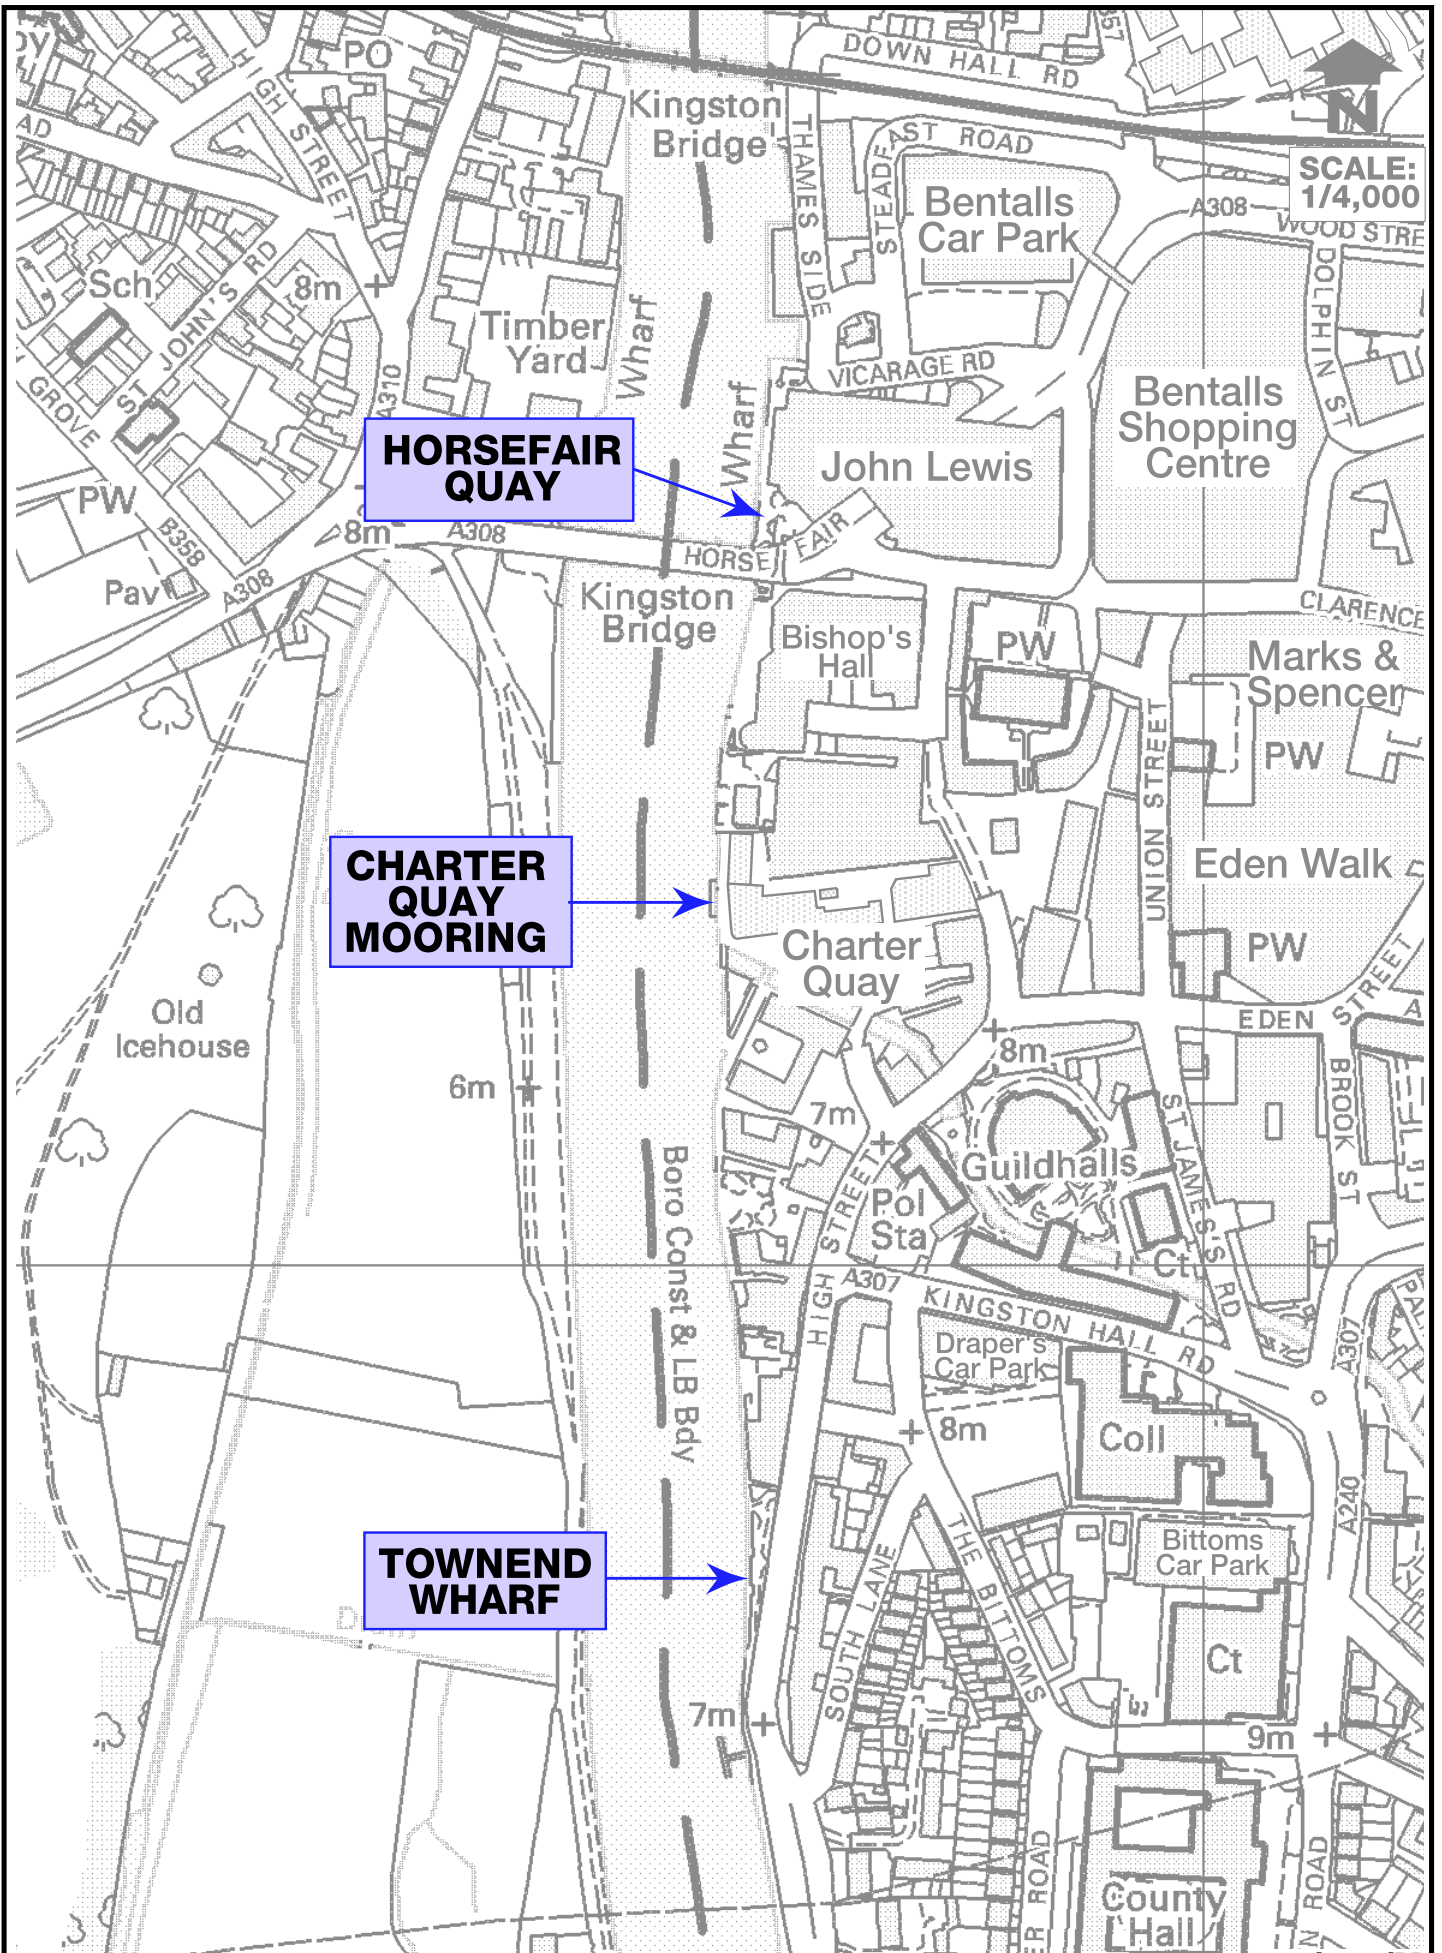 PO
HIGH STREET
DOWN HALL RD
N
SCALE:
1/4,000
Kingston
Bridge
THAMES SIDE
STEADFAST ROAD
Bentalls
Car Park
A308
WOOD STRE
DOLPHIN ST
Sch
ST JOHN'S RD
8m
Timber
Yard
Wharf
A310
GROVE
VICARAGE RD
Wharf
Bentalls
Shopping
Centre
HORSEFAIR
QUAY
John Lewis
PW
B358
8m
A308
HORSE FAIR
Pav
A308
Kingston
Bridge
CLARENCE
Bishop's
Hall
PW
Marks &
Spencer
PW
UNION STREET
CHARTER
QUAY
MOORING
Eden Walk
Charter
Quay
PW
Old
Icehouse
EDEN STREET
A
8m
6m
BROOK ST
7m
ST JAMES'S RD
Guildhalls
Boro Const & LB Bdy
HIGH STREET
Pol
Sta
Ct
A307
KINGSTON HALL RD
Draper's
Car Park
A307
8m
Coll
A240
THE BITTOMS
Bittoms
Car Park
TOWNEND
WHARF
SOUTH LANE
Ct
7m
9m
County
Hall
ER ROAD
N ROAD